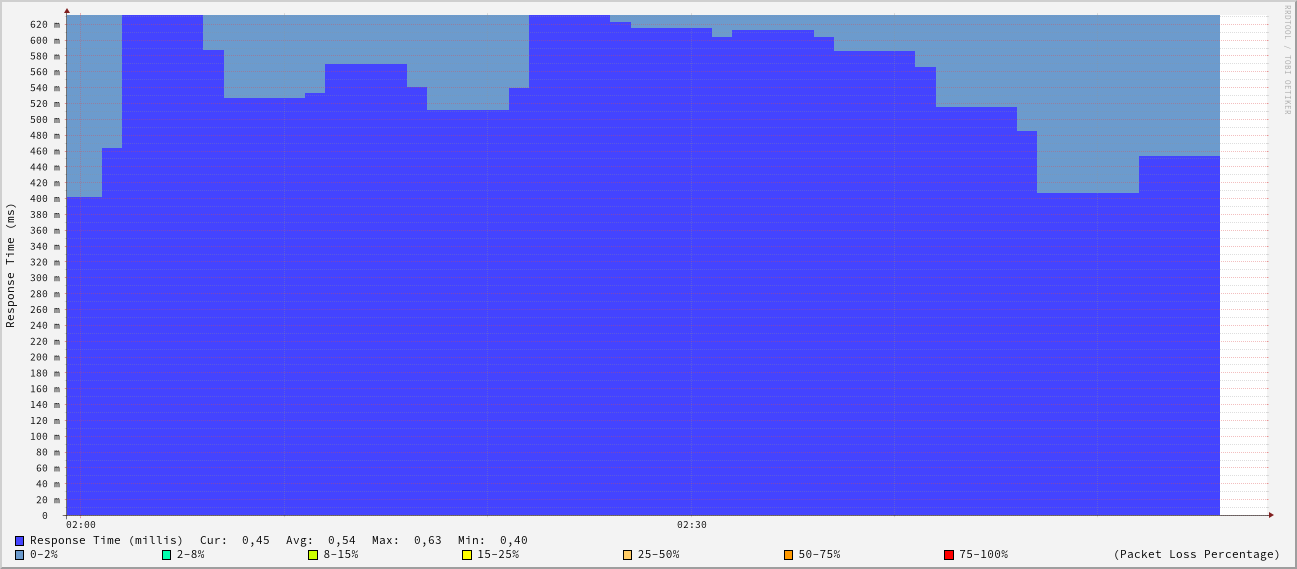 RRDTOOL / TOBI OETIKER
Response Time (ms)
620 m
600 m
580 m
560 m
540 m
520 m
500 m
480 m
460 m
440 m
420 m
400 m
380 m
360 m
340 m
320 m
300 m
280 m
260 m
240 m
220 m
200 m
180 m
160 m
140 m
120 m
100 m
80 m
60 m
40 m
20 m
0
02:00 02:30
Response Time (millis) Cur: 0,45 Avg: 0,54 Max: 0,63 Min: 0,40
0-2% 2-8% 8-15% 15-25% 25-50% 50-75% 75-100% (Packet Loss Percentage)